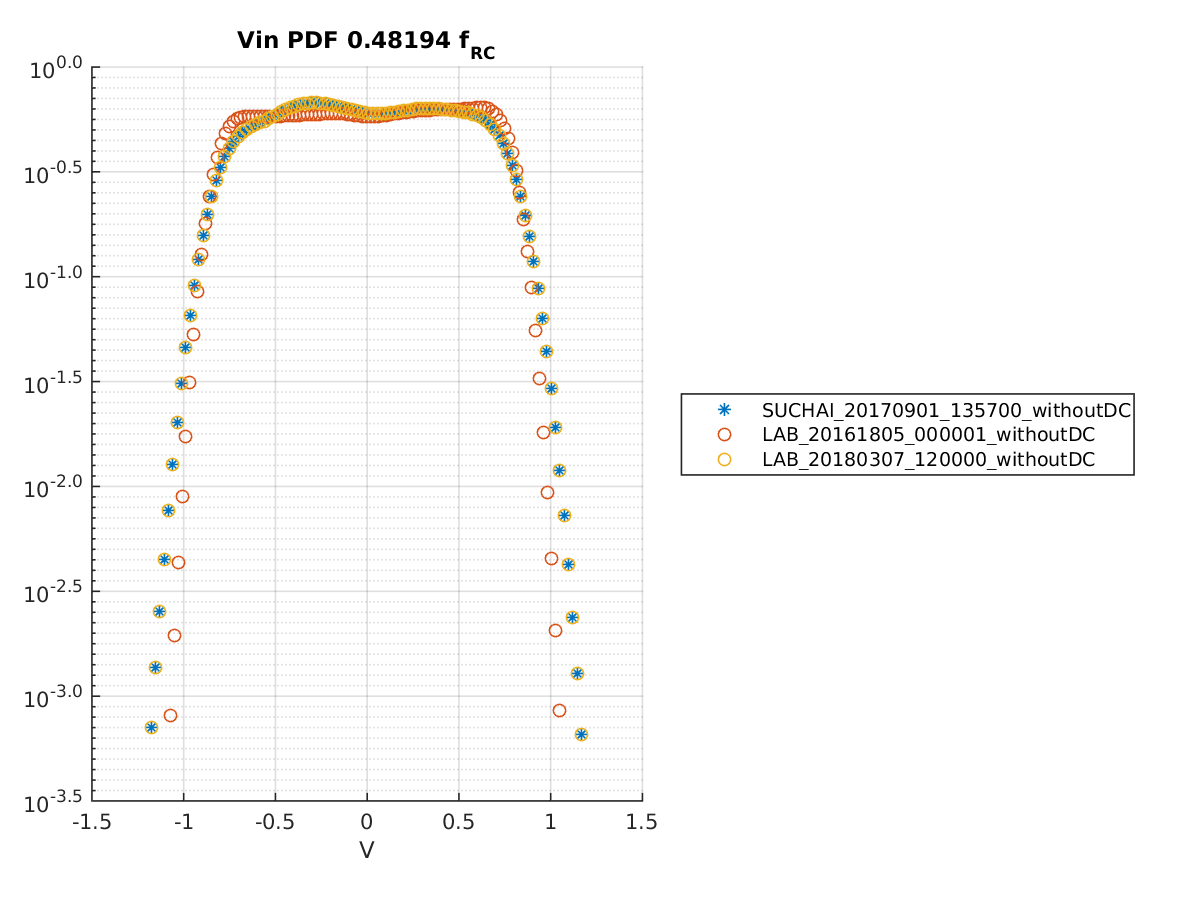 Vin PDF 0.48194 f_RC
10^0.0
10^-0.5
10^-1.0
10^-1.5
10^-2.0
10^-2.5
10^-3.0
10^-3.5
-1.5 -1 -0.5 0 0.5 1 1.5
V
SUCHAI_20170901_135700_withoutDC
LAB_20161805_000001_withoutDC
LAB_20180307_120000_withoutDC